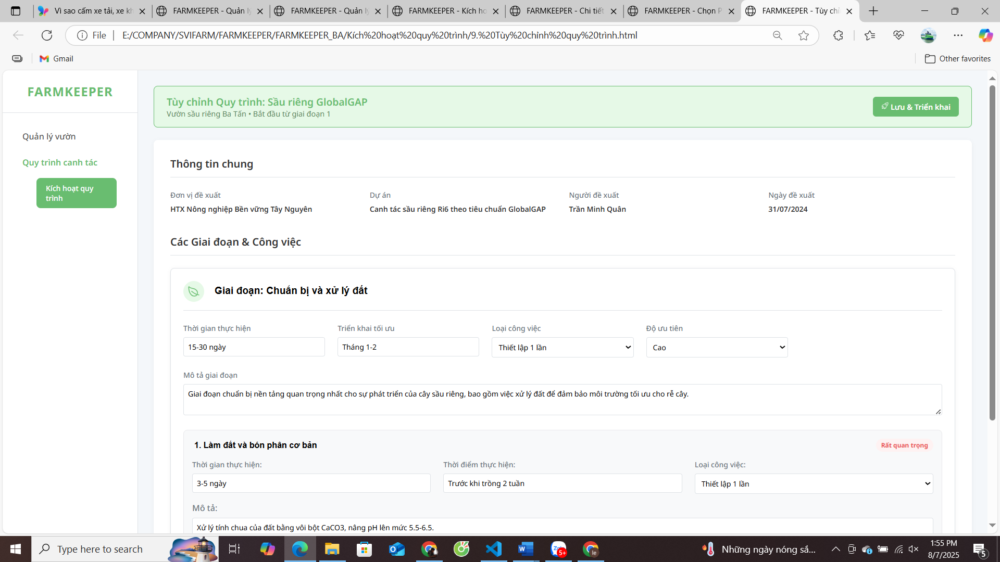 Vì sao cấm xe tải, xe kh
FARMKEEPER - Quản lý
FARMKEEPER - Quản lý
FARMKEEPER - Kích ho
FARMKEEPER - Chi tiết
FARMKEEPER - Chọn P
FARMKEEPER - Tùy chỉ
File
E:/COMPANY/SVIFARM/FARMKEEPER/FARMKEEPER_BA/Kích%20hoạt%20quy%20trình/9.%20Tùy%20chỉnh%20quy%20trình.html
Gmail
Other favorites
FARMKEEPER
Quản lý vườn
Quy trình canh tác
Kích hoạt quy
trình
Tùy chỉnh Quy trình: Sầu riêng GlobalGAP
Vườn sầu riêng Ba Tấn • Bắt đầu từ giai đoạn 1
Lưu & Triển khai
Thông tin chung
Đơn vị đề xuất
HTX Nông nghiệp Bền vững Tây Nguyên
Dự án
Canh tác sầu riêng Ri6 theo tiêu chuẩn GlobalGAP
Người đề xuất
Trần Minh Quân
Ngày đề xuất
31/07/2024
Các Giai đoạn & Công việc
Giai đoạn: Chuẩn bị và xử lý đất
Thời gian thực hiện
15-30 ngày
Triển khai tối ưu
Tháng 1-2
Loại công việc
Thiết lập 1 lần
Độ ưu tiên
Cao
Mô tả giai đoạn
Giai đoạn chuẩn bị nền tảng quan trọng nhất cho sự phát triển của cây sầu riêng, bao gồm việc xử lý đất để đảm bảo môi trường tối ưu cho rễ cây.
1. Làm đất và bón phân cơ bản
Rất quan trọng
Thời gian thực hiện:
3-5 ngày
Thời điểm thực hiện:
Trước khi trồng 2 tuần
Loại công việc:
Thiết lập 1 lần
Mô tả:
Xử lý tính chua của đất bằng vôi bột CaCO3, nâng pH lên mức 5.5-6.5.
Type here to search
5+
Những ngày nóng sắ...
1:55 PM
8/7/2025
5